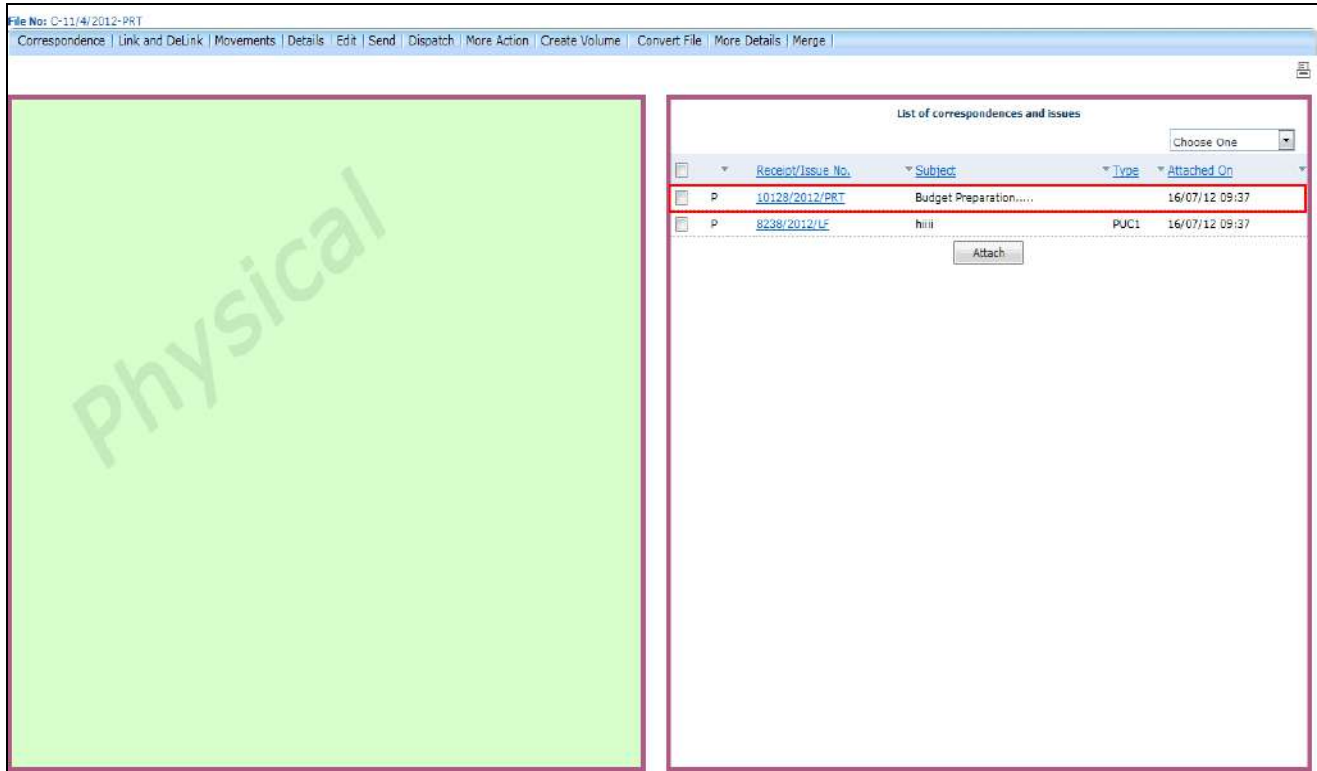 File No: C-11/4/2012-PRT
Correspondence | Link and DeLink | Movements | Details | Edit | Send | Dispatch | More Action | Create Volume | Convert File | More Details | Merge |
Physical
List of correspondences and issues
Choose One
Receipt/Issue No. Subject Type Attached On
P 10128/2012/PRT Budget Preparation..... 16/07/12 09:37
P 8238/2012/LF hiiii PUC1 16/07/12 09:37
Attach